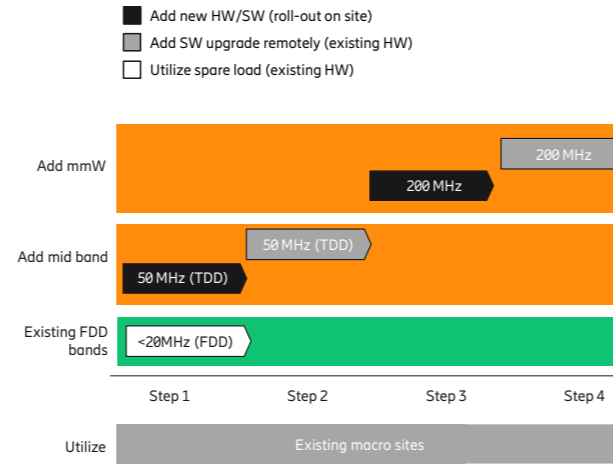 Add new HW/SW (roll-out on site)
Add SW upgrade remotely (existing HW)
Utilize spare load (existing HW)
Add mmW
200 MHz
200 MHz
Add mid band
50 MHz (TDD)
50 MHz (TDD)
Existing FDD
bands
<20MHz (FDD)
Step 1
Step 2
Step 3
Step 4
Utilize
Existing macro sites